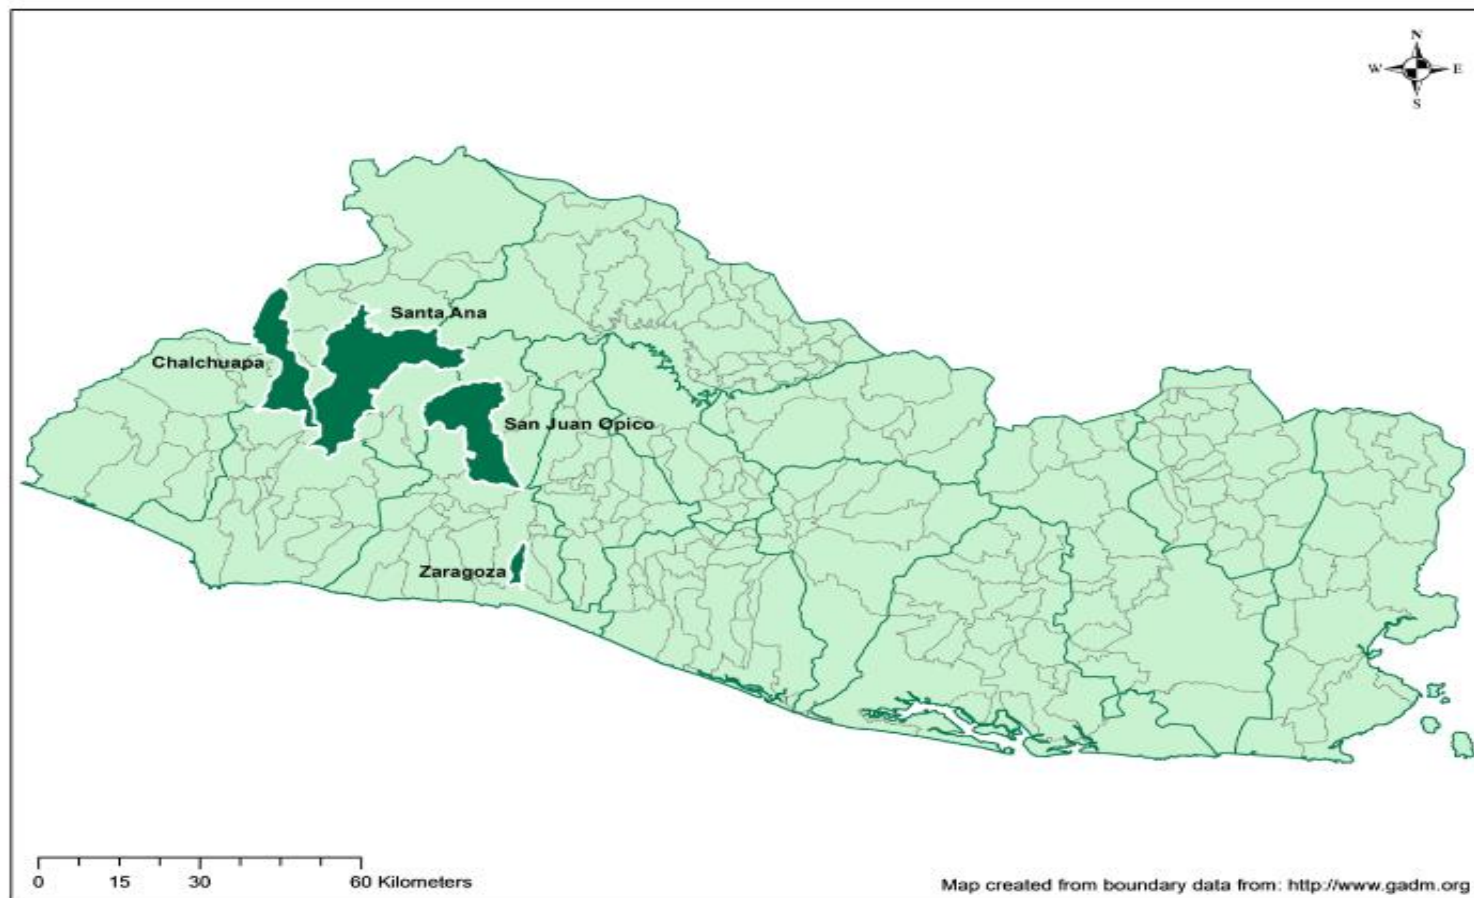 N
W E
S
Santa Ana
Chalchuapa
San Juan Opico
Zaragoza
0 15 30 60 Kilometers
Map created from boundary data from: http://www.gadm.org